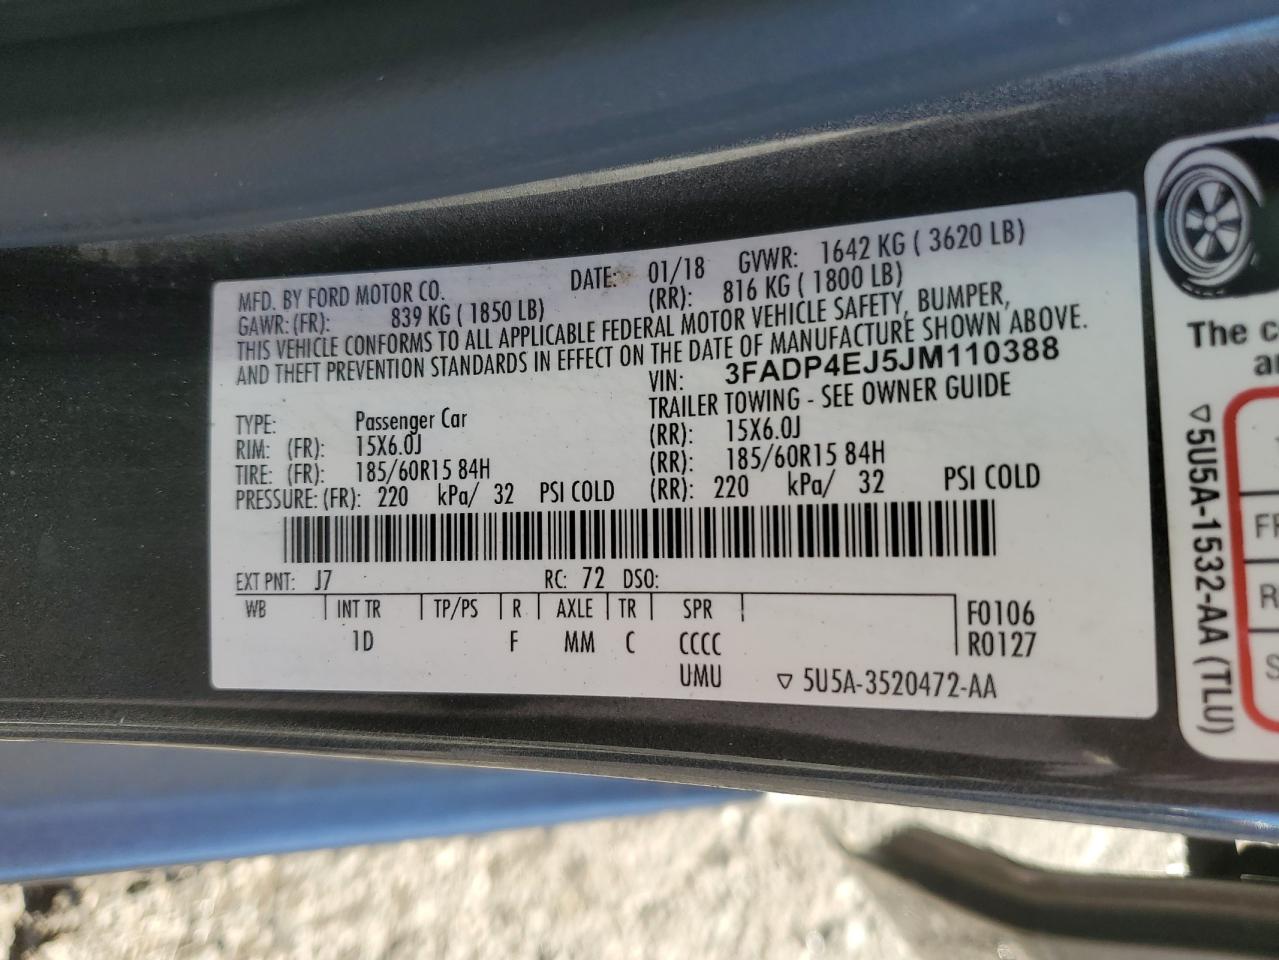 MFD. BY FORD MOTOR CO. DATE: 01/18 GVWR: 1642 KG ( 3620 LB)
GAWR: (FR): 839 KG ( 1850 LB) (RR): 816 KG ( 1800 LB)
THIS VEHICLE CONFORMS TO ALL APPLICABLE FEDERAL MOTOR VEHICLE SAFETY, BUMPER,
AND THEFT PREVENTION STANDARDS IN EFFECT ON THE DATE OF MANUFACTURE SHOWN ABOVE.
VIN: 3FADP4EJ5JM110388
TYPE: Passenger Car TRAILER TOWING - SEE OWNER GUIDE
RIM: (FR): 15X6.0J (RR): 15X6.0J
TIRE: (FR): 185/60R15 84H (RR): 185/60R15 84H
PRESSURE: (FR): 220 kPa/ 32 PSI COLD (RR): 220 kPa/ 32 PSI COLD
EXT PNT: J7 RC: 72 DSO:
WB INT TR TP/PS R AXLE TR SPR F0106
1D F MM C CCCC R0127
UMU ▽ 5U5A-3520472-AA
The c
a
▽5U5A-1532-AA (TLU)
F
R
S